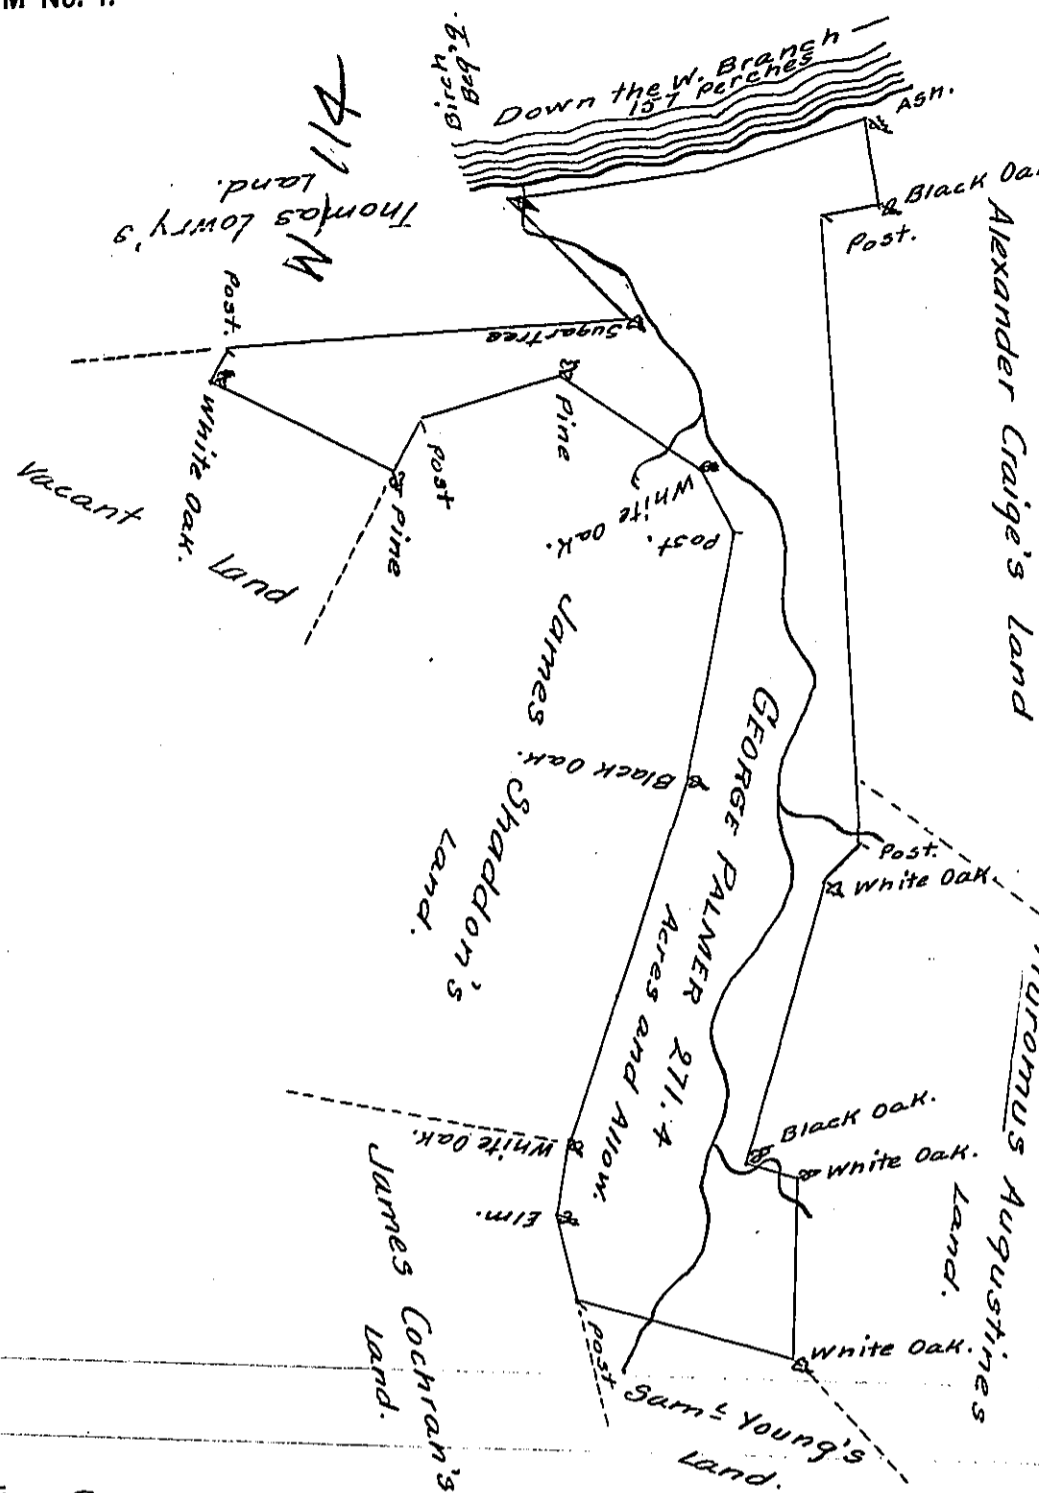 M No. 1.
Birch
Beg'g.
Down the W. Branch
157 Perches
Ash.
Black Oa
Post.
Alexander Craige's Land
Thomas Lowry's
Land.
Post.
Sugartree
Pine
Post
White Oak.
Pine
Vacant
Land
White
Oak.
Post.
James Shaddon's
Land.
Black Oak.
GEORGE PALMER 271.4
Acres and Allow.
Post.
White Oak.
Augustines
Land.
Black Oak.
White Oak.
White Oak.
Elm.
James Cochran's
Land.
Post
White Oak.
Sam<sup>l</sup> Young's
Land.